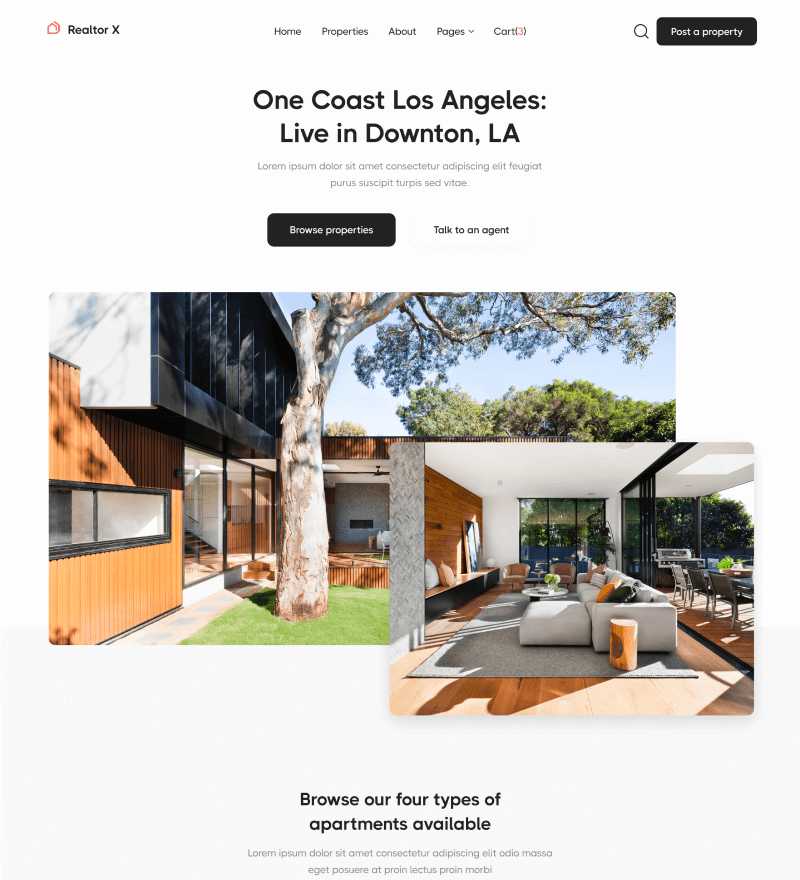 Realtor X
Home Properties About Pages Cart(3)
Post a property
One Coast Los Angeles:
Live in Downton, LA
Lorem ipsum dolor sit amet consectetur adipiscing elit feugiat
purus suscipit turpis sed vitae.
Browse properties
Talk to an agent
Browse our four types of
apartments available
Lorem ipsum dolor sit amet consectetur adipiscing elit odio massa
eget posuere at proin lectus proin morbi